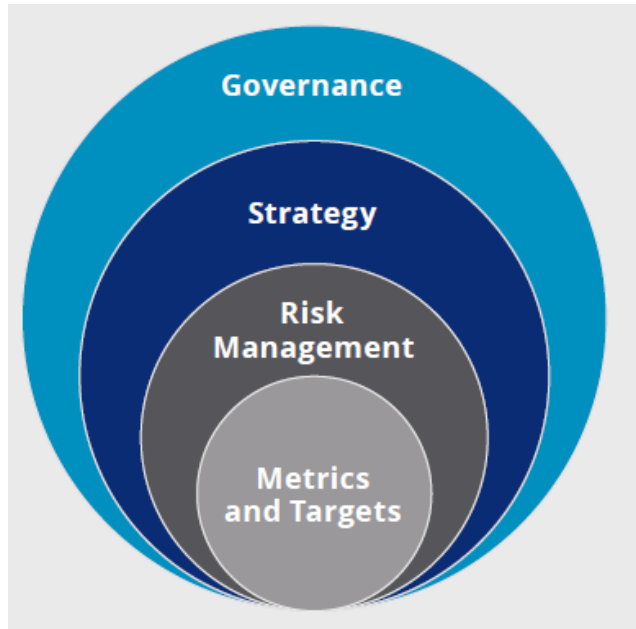 Governance
Strategy
Risk
Management
Metrics
and Targets